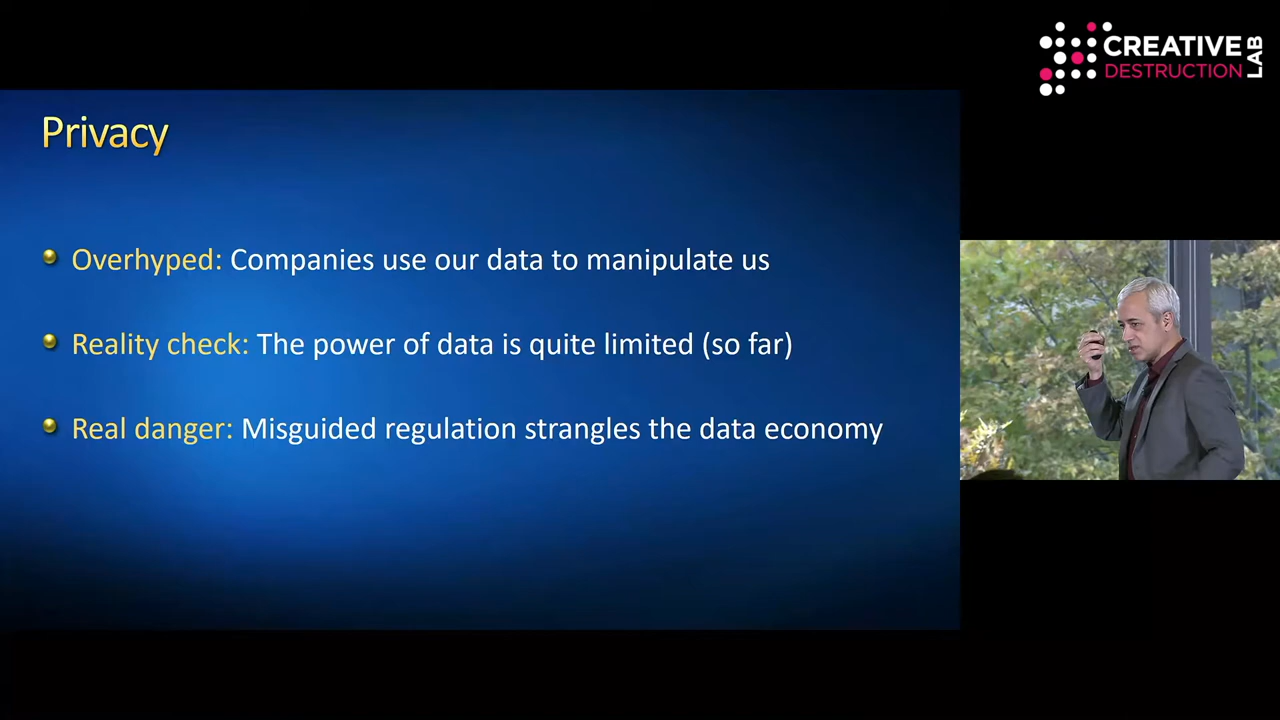 CREATIVE
DESTRUCTION
LAB
Privacy
Overhyped: Companies use our data to manipulate us
Reality check: The power of data is quite limited (so far)
Real danger: Misguided regulation strangles the data economy